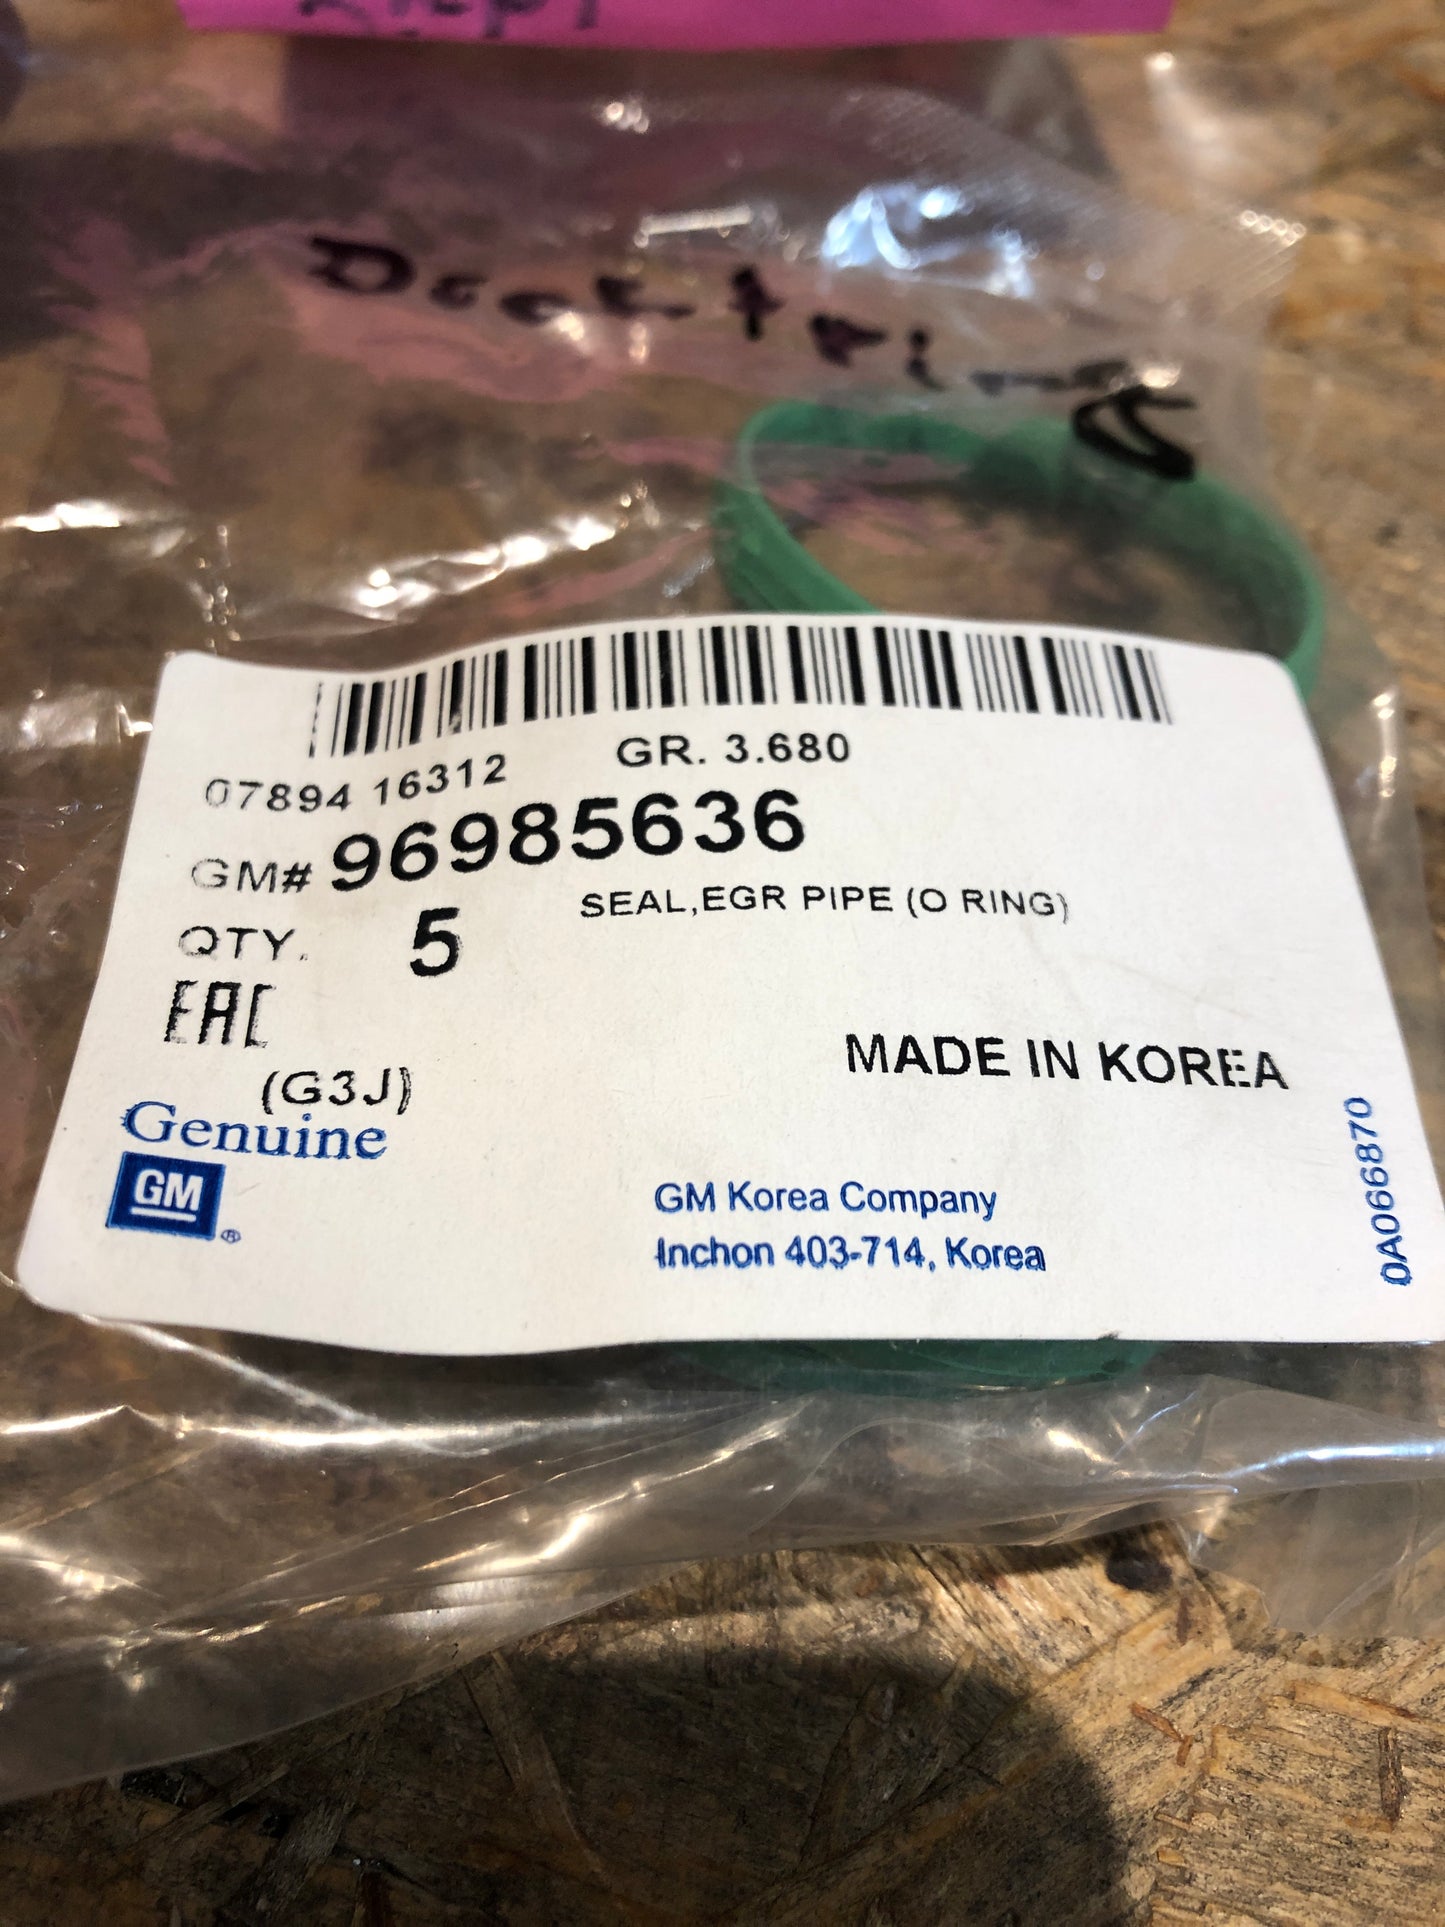 07894 16312
GR. 3.680
GM# 96985636
SEAL,EGR PIPE (O RING)
QTY. 5
EAC
MADE IN KOREA
(G3J)
Genuine
GM
®
GM Korea Company
Inchon 403-714, Korea
0A066870